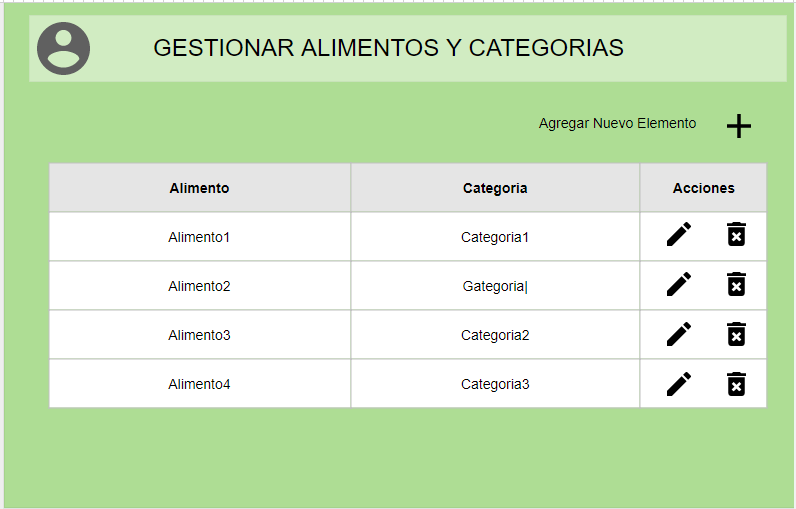 GESTIONAR ALIMENTOS Y CATEGORIAS
Agregar Nuevo Elemento
Alimento Categoria Acciones
Alimento1 Categoria1
Alimento2 Gategoria|
Alimento3 Categoria2
Alimento4 Categoria3